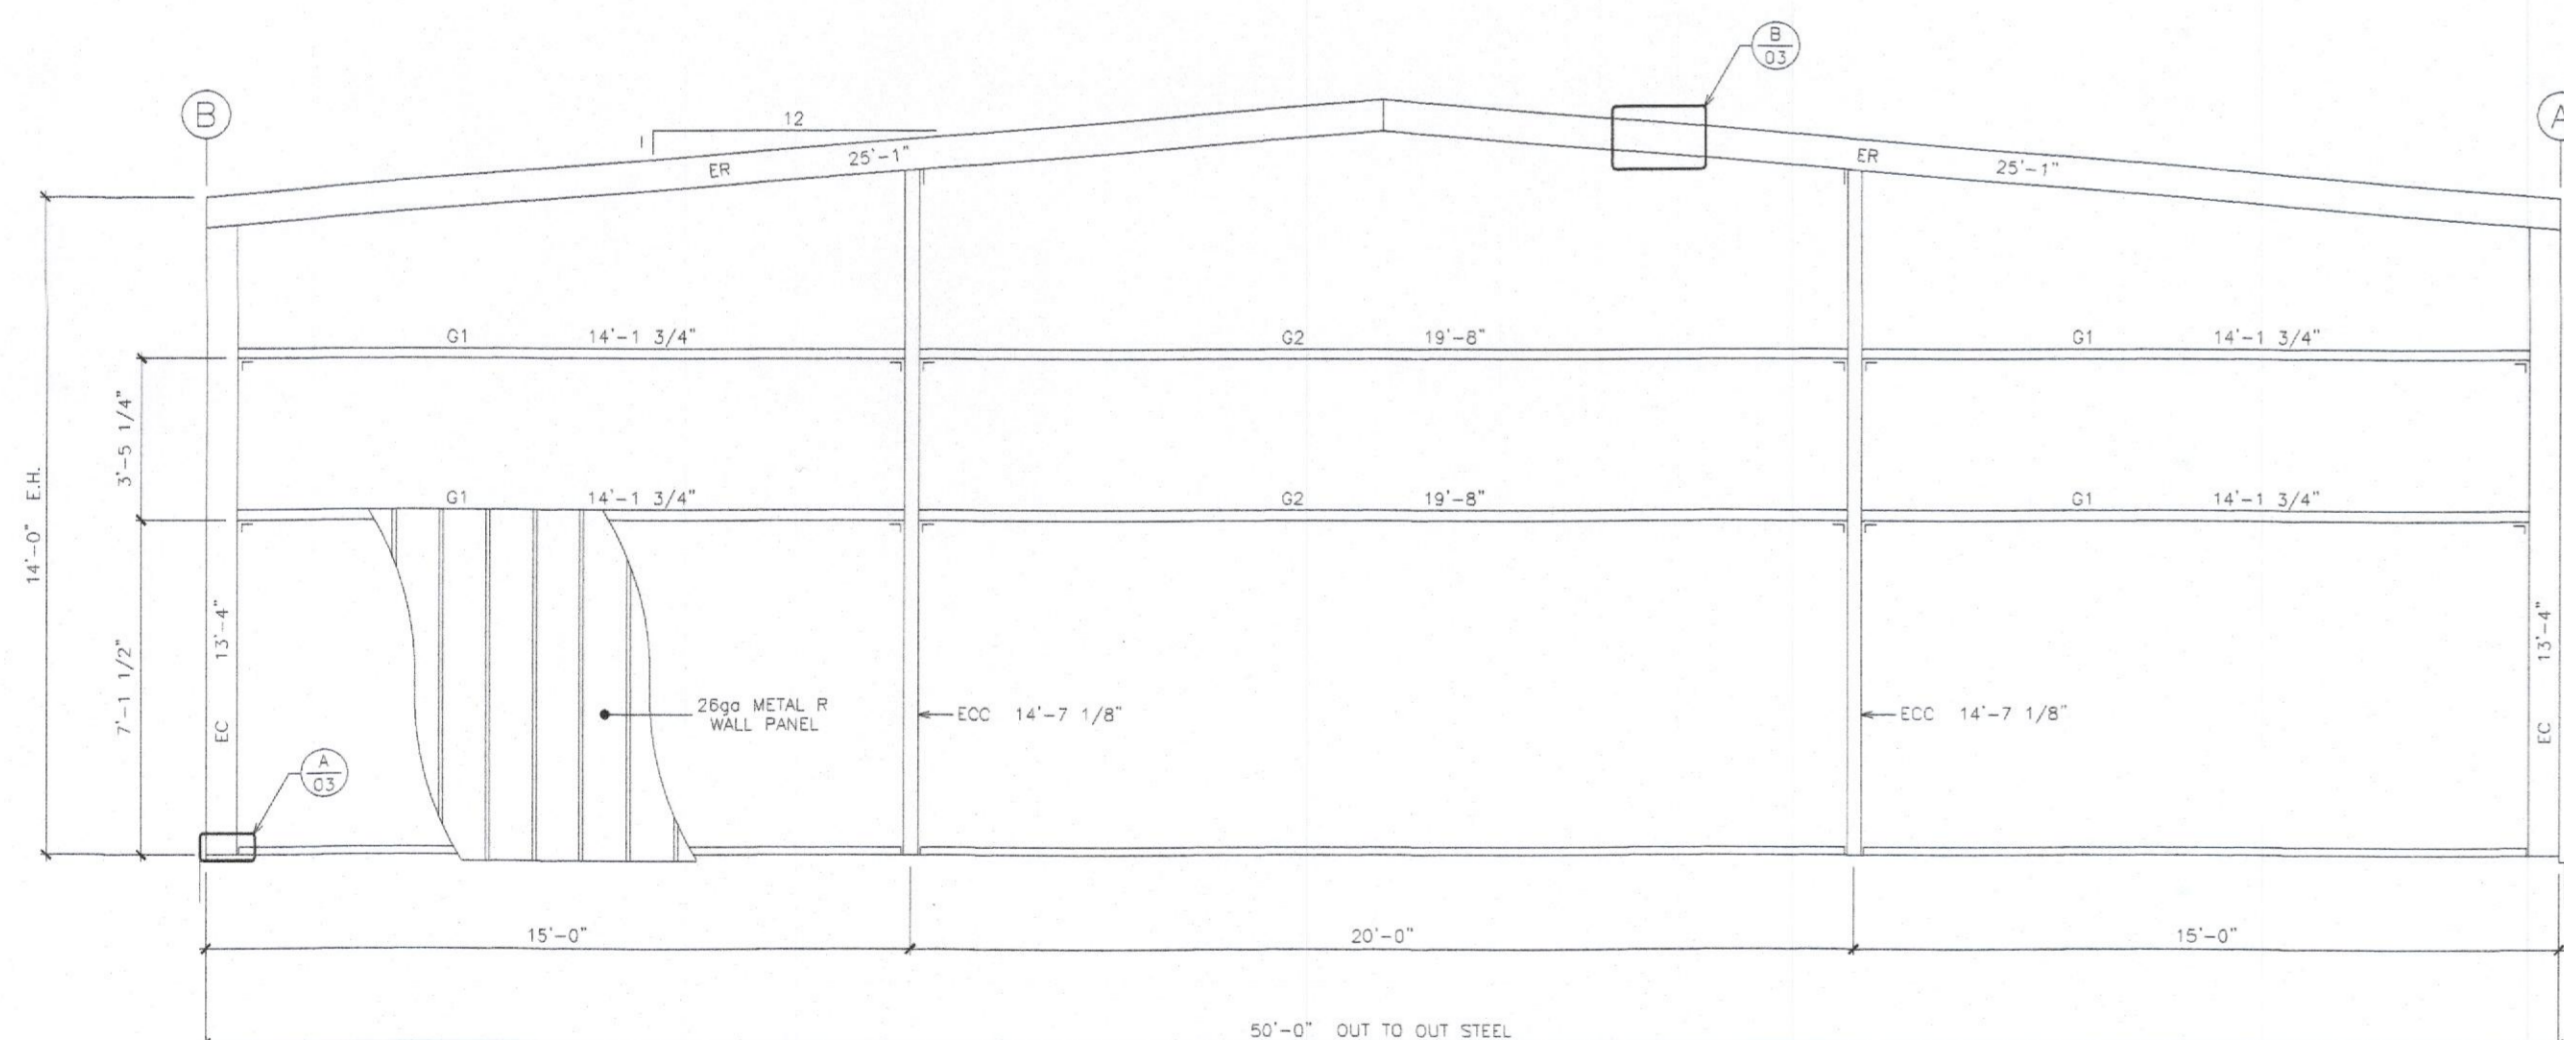 B
03
B
A
12
1
ER
25'-1"
ER
25'-1"
G1 14'-1 3/4"
G2 19'-8"
G1 14'-1 3/4"
3'-5 1/4"
14'-0" E.H.
G1 14'-1 3/4"
G2 19'-8"
G1 14'-1 3/4"
7'-1 1/2"
EC 13'-4"
EC 13'-4"
26ga METAL R
WALL PANEL
ECC 14'-7 1/8"
ECC 14'-7 1/8"
A
03
15'-0"
20'-0"
15'-0"
50'-0" OUT TO OUT STEEL